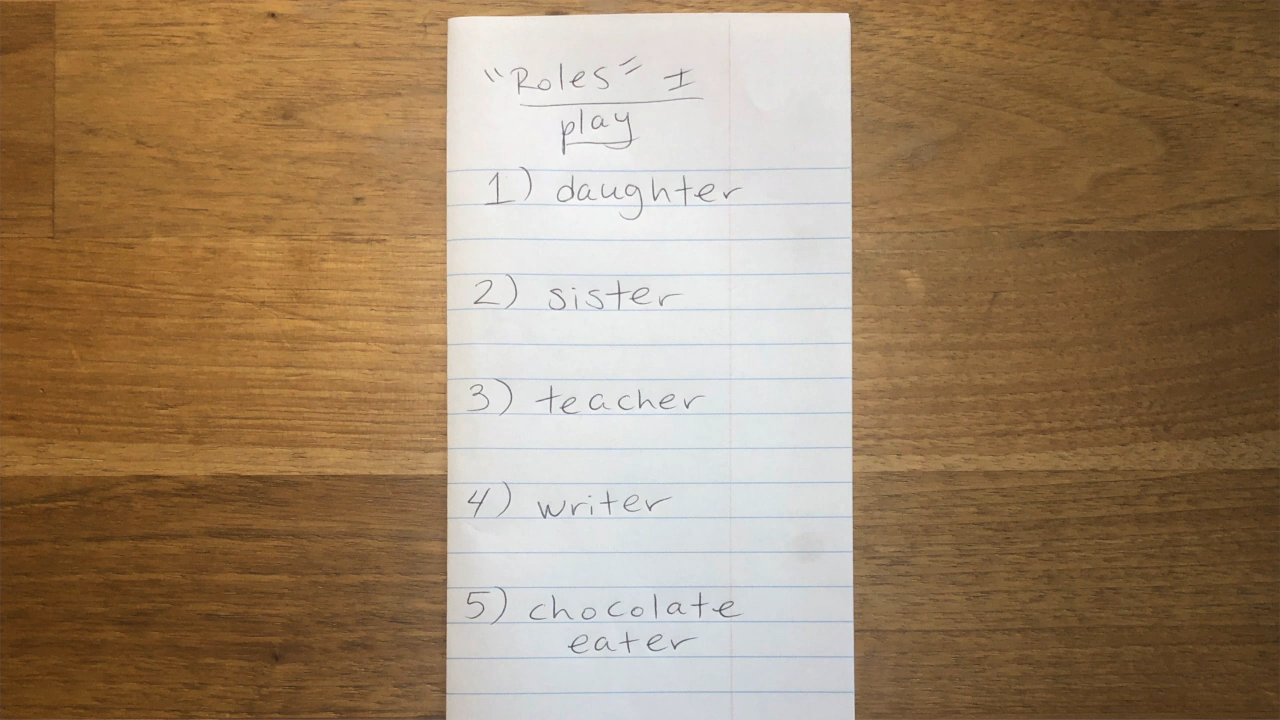 "Roles" I
play
1) daughter
2) sister
3) teacher
4) writer
5) chocolate
eater